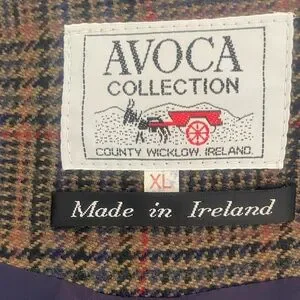 AVOCA
COLLECTION
COUNTY WICKLOW, IRELAND.
XL
Made in Ireland